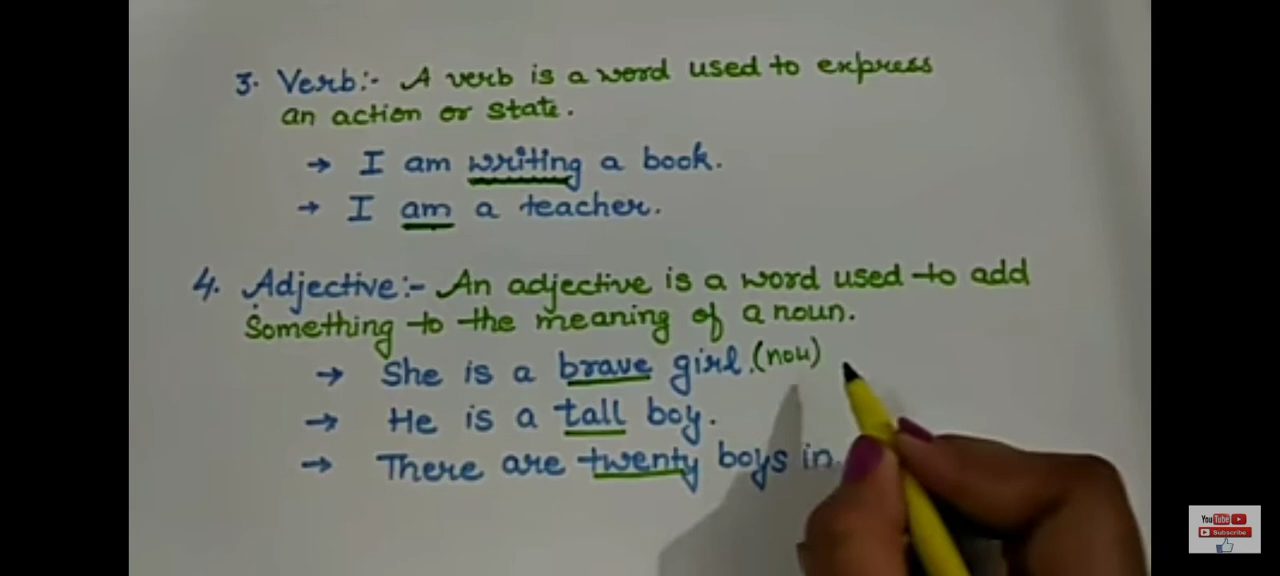 3. Verb:- A verb is a word used to express
an action or state.
→ I am writing a book.
→ I am a teacher.
4. Adjective:- An adjective is a word used to add
Something to the meaning of a noun.
→ She is a brave girl. (nou)
→ He is a tall boy.
→ There are twenty boys in.
YouTube
Subscribe